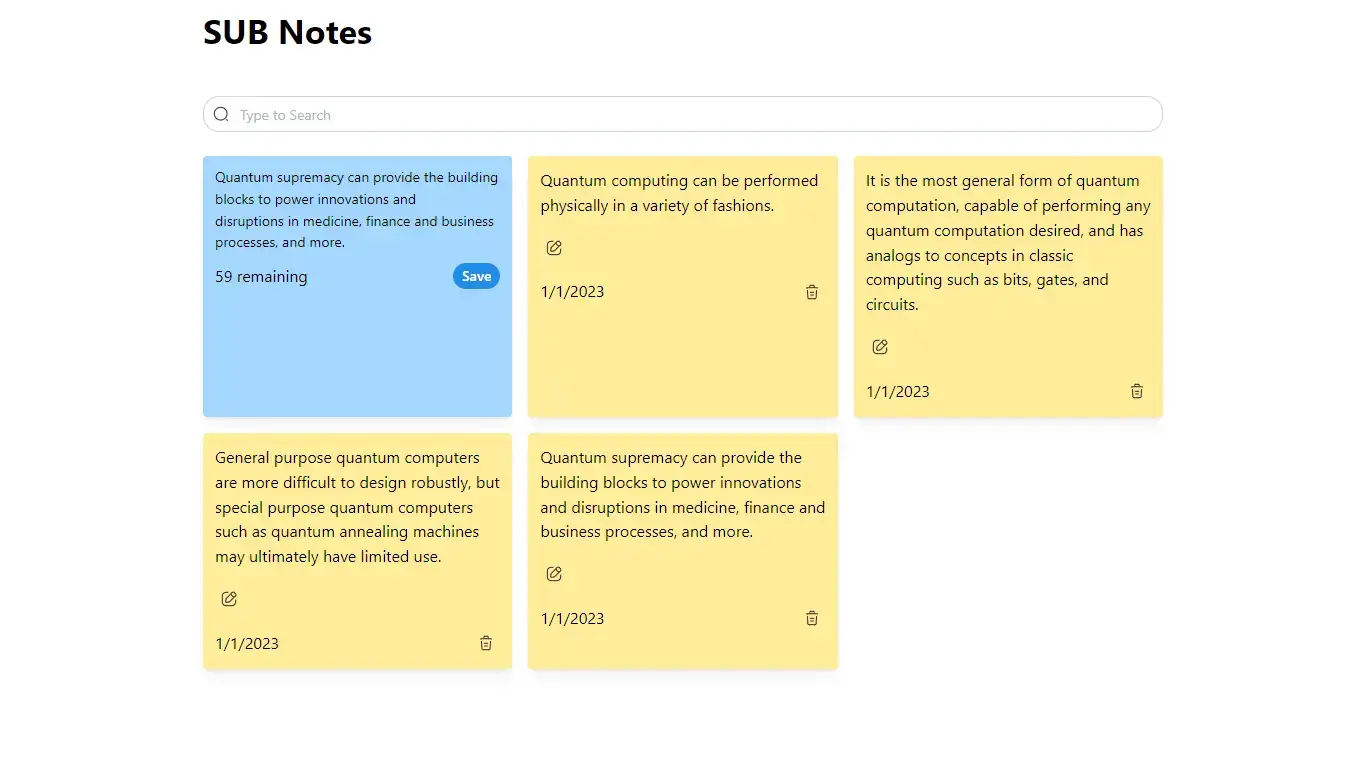 SUB Notes
Type to Search
Quantum supremacy can provide the building
blocks to power innovations and
disruptions in medicine, finance and business
processes, and more.
59 remaining
Save
Quantum computing can be performed
physically in a variety of fashions.
1/1/2023
It is the most general form of quantum
computation, capable of performing any
quantum computation desired, and has
analogs to concepts in classic
computing such as bits, gates, and
circuits.
1/1/2023
General purpose quantum computers
are more difficult to design robustly, but
special purpose quantum computers
such as quantum annealing machines
may ultimately have limited use.
1/1/2023
Quantum supremacy can provide the
building blocks to power innovations
and disruptions in medicine, finance and
business processes, and more.
1/1/2023